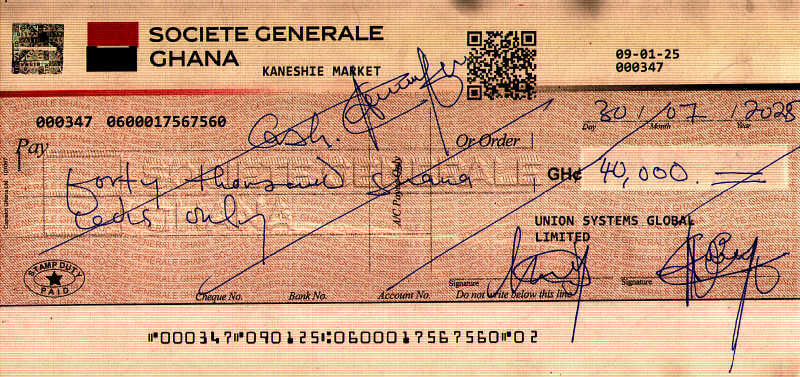 SOCIETE GENERALE
GHANA
KANESHIE MARKET
09-01-25
000347
000347 0600017567560
30 / 07 / 2025
Day Month Year
Pay Cash. Or Order
forty thousand Ghana GH¢ 40,000.
cedis only
A/C Payee Only
UNION SYSTEMS GLOBAL
LIMITED
STAMP DUTY
PAID
Signature Signature
Cheque No. Bank No. Account No. Do not write below this line
⑈000347⑈090125⑆0600017567560⑈02